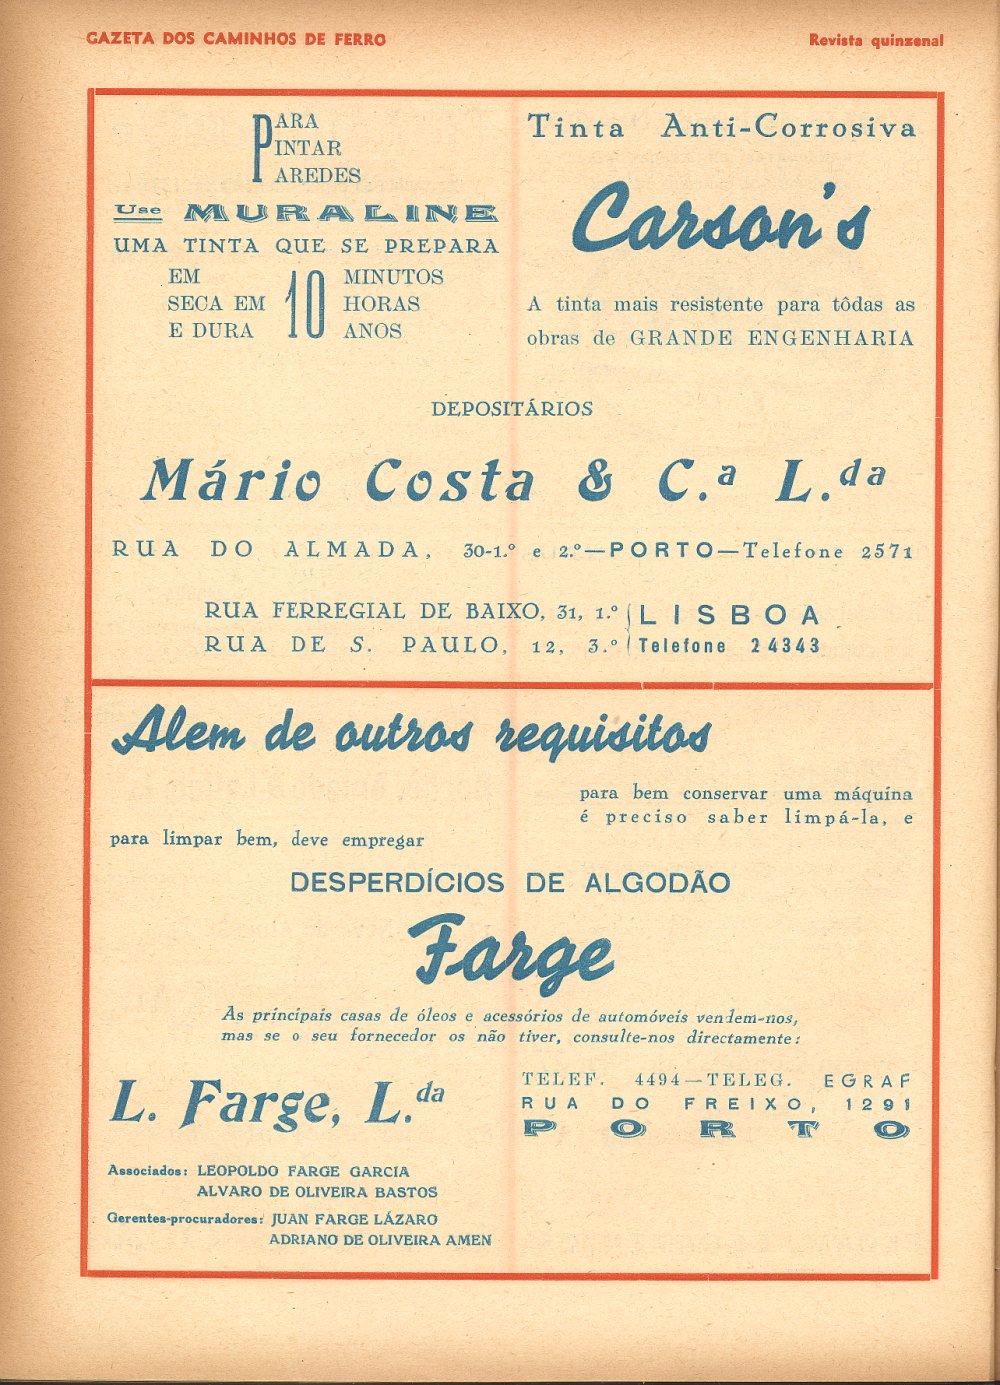 GAZETA DOS CAMINHOS DE FERRO
Revista quinzenal
PARA
PINTAR
PAREDES
Use MURALINE
UMA TINTA QUE SE PREPARA
EM 10 MINUTOS
SECA EM 10 HORAS
E DURA 10 ANOS
Tinta Anti-Corrosiva
Carson's
A tinta mais resistente para tôdas as
obras de GRANDE ENGENHARIA
DEPOSITÁRIOS
Mário Costa & C.ª L.da
RUA DO ALMADA, 30-1.º e 2.º—PORTO—Telefone 2571
RUA FERREGIAL DE BAIXO, 31, 1.º
RUA DE S. PAULO, 12, 3.º
LISBOA
Telefone 24343
Alem de outros requisitos
para bem conservar uma máquina
é preciso saber limpá-la, e
para limpar bem, deve empregar
DESPERDÍCIOS DE ALGODÃO
Farge
As principais casas de óleos e acessórios de automóveis vendem-nos,
mas se o seu fornecedor os não tiver, consulte-nos directamente:
L. Farge, L.da
TELEF. 4494—TELEG. EGRAF
RUA DO FREIXO, 1291
PORTO
Associados: LEOPOLDO FARGE GARCIA
ALVARO DE OLIVEIRA BASTOS
Gerentes-procuradores: JUAN FARGE LÁZARO
ADRIANO DE OLIVEIRA AMEN